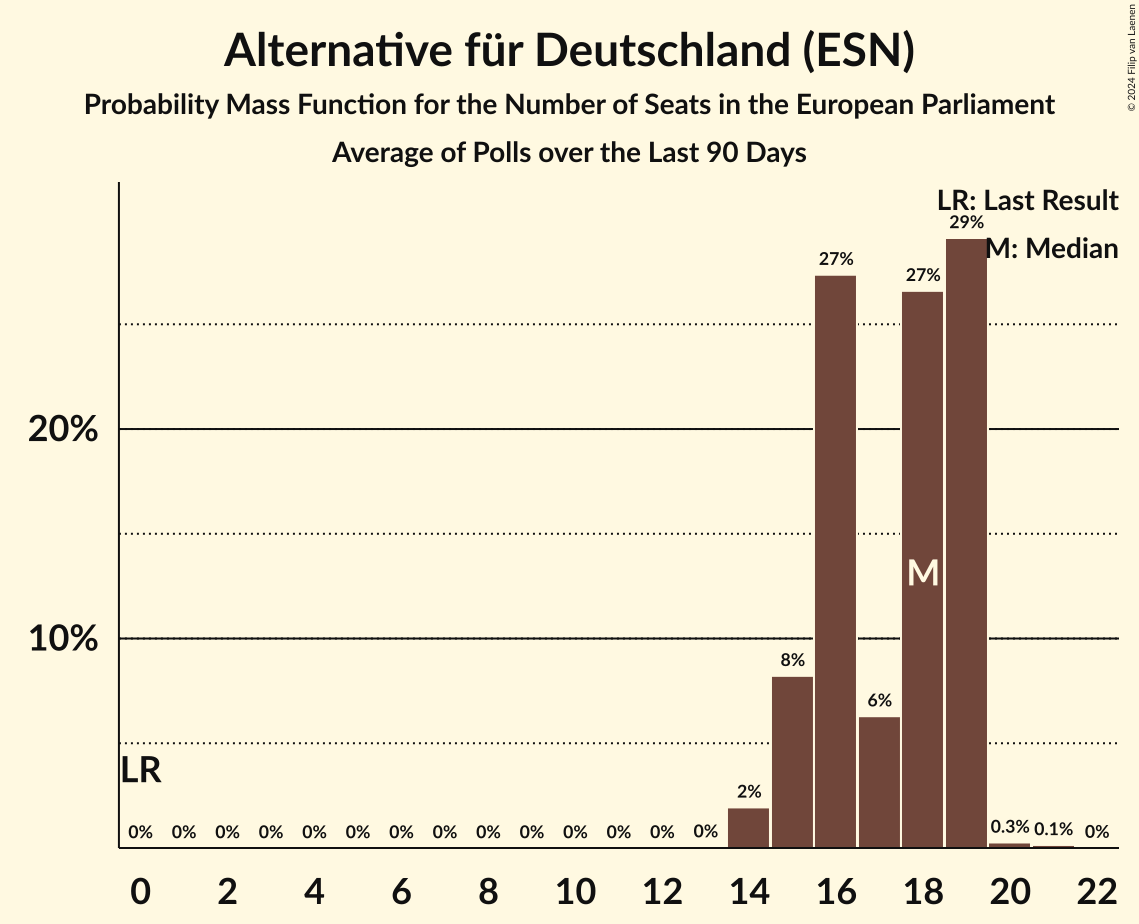 Alternative für Deutschland (ESN)
Probability Mass Function for the Number of Seats in the European Parliament
Average of Polls over the Last 90 Days
© 2024 Filip van Laenen
LR: Last Result
M: Median
29%
27%
27%
20%
M
10%
8%
6%
LR
2%
0% 0% 0% 0% 0% 0% 0% 0% 0% 0% 0% 0% 0% 0% 0.3% 0.1% 0%
0 2 4 6 8 10 12 14 16 18 20 22